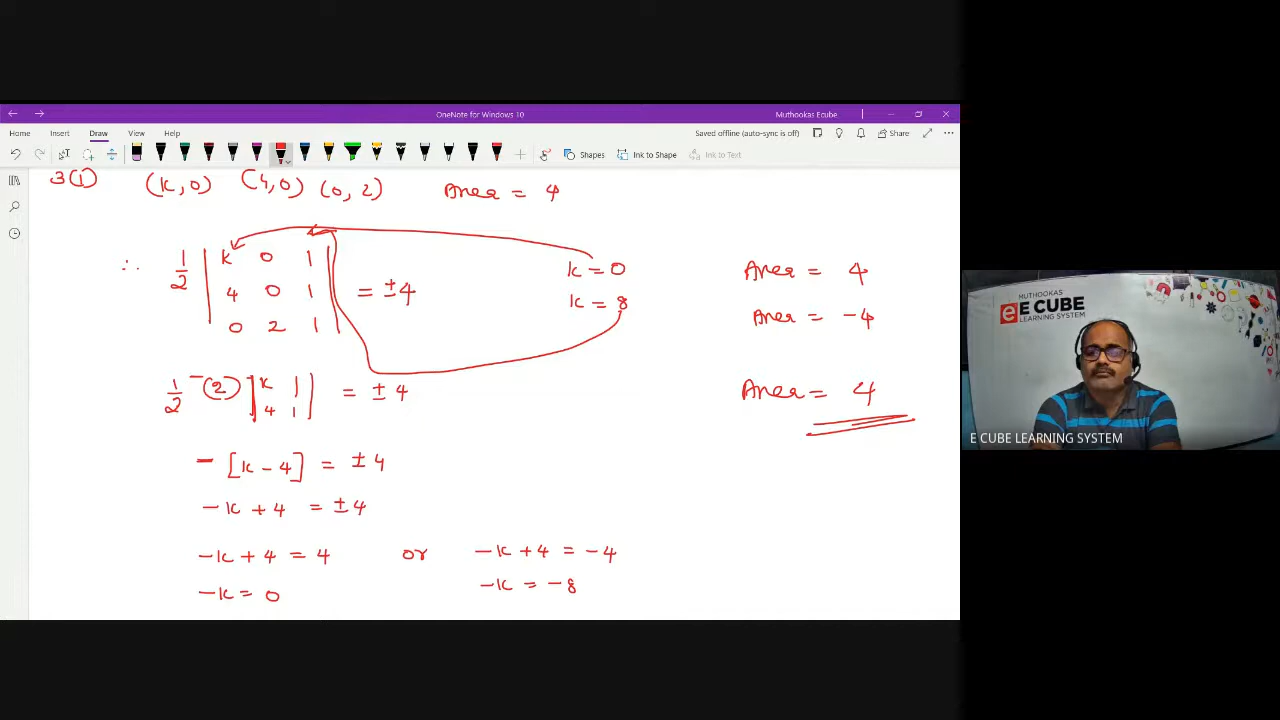 OneNote for Windows 10
Muthookas Ecube
Home Insert Draw View Help
Saved offline (auto-sync is off)
Share
Shapes
Ink to Shape
Ink to Text
3(1) (k,0) (4,0) (0,2) Area = 4
∴ 1/2 | k 0 1 |
| 4 0 1 | = ±4
| 0 2 1 |
k = 0
k = 8
Area = 4
Area = -4
Area = 4
1/2 -(2) | k 1 | = ±4
| 4 1 |
- [k - 4] = ±4
-k + 4 = ±4
-k + 4 = 4 or -k + 4 = -4
-k = 0 -k = -8
MUTHOOKAS
e E CUBE
LEARNING SYSTEM
E CUBE LEARNING SYSTEM